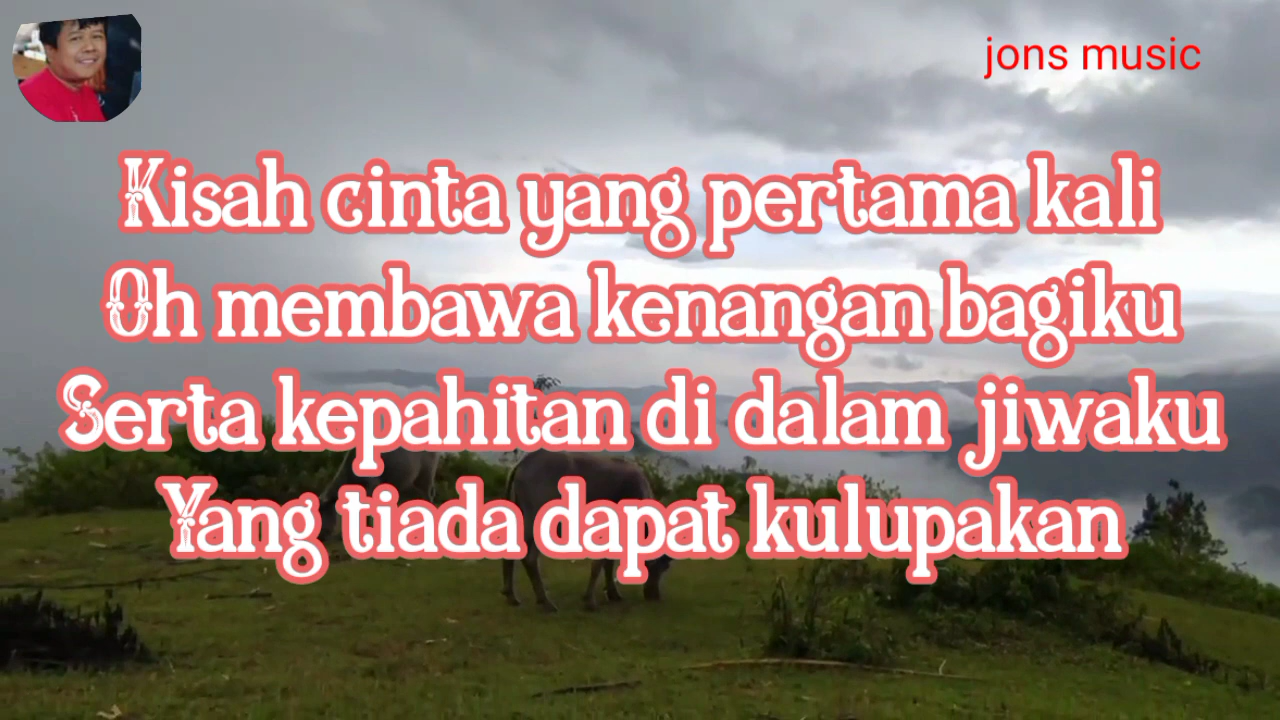 jons music
Kisah cinta yang pertama kali
Oh membawa kenangan bagiku
Serta kepahitan di dalam jiwaku
Yang tiada dapat kulupakan